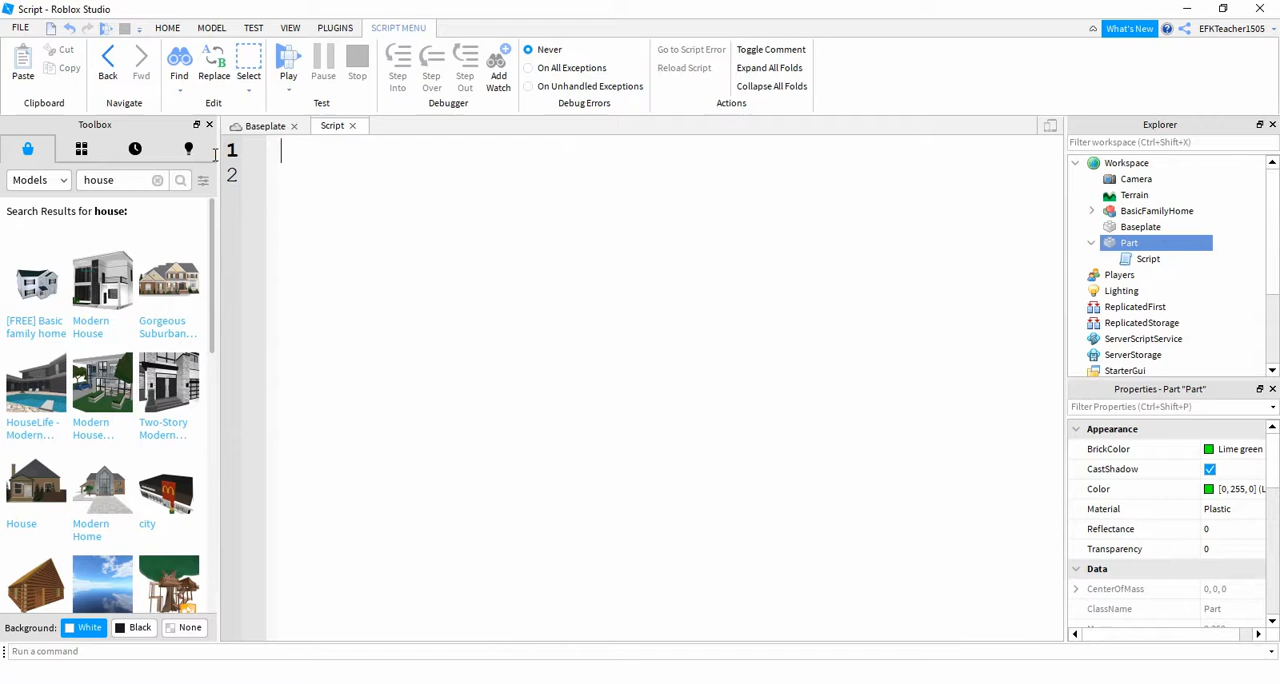 Script - Roblox Studio
FILE HOME MODEL TEST VIEW PLUGINS SCRIPT MENU What's New EFKTeacher1505
Paste Cut Copy Back Fwd Find Replace Select Play Pause Stop Step Into Step Over Step Out Add Watch
Never
On All Exceptions
On Unhandled Exceptions
Go to Script Error
Reload Script
Toggle Comment
Expand All Folds
Collapse All Folds
Clipboard Navigate Edit Test Debugger Debug Errors Actions
Toolbox
Models house
Search Results for house:
[FREE] Basic family home
Modern House
Gorgeous Suburban...
HouseLife - Modern...
Modern House...
Two-Story Modern...
House
Modern Home
city
Background: White Black None
Baseplate Script
1
2
Explorer
Filter workspace (Ctrl+Shift+X)
Workspace
Camera
Terrain
BasicFamilyHome
Baseplate
Part
Script
Players
Lighting
ReplicatedFirst
ReplicatedStorage
ServerScriptService
ServerStorage
StarterGui
Properties - Part "Part"
Filter Properties (Ctrl+Shift+P)
Appearance
BrickColor Lime green
CastShadow
Color [0, 255, 0] (L
Material Plastic
Reflectance 0
Transparency 0
Data
CenterOfMass 0, 0, 0
ClassName Part
Run a command